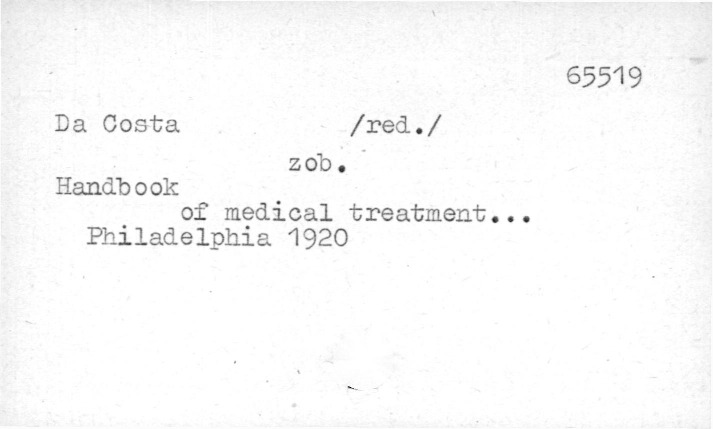 65519
Da Costa /red./
zob.
Handbook
of medical treatment...
Philadelphia 1920